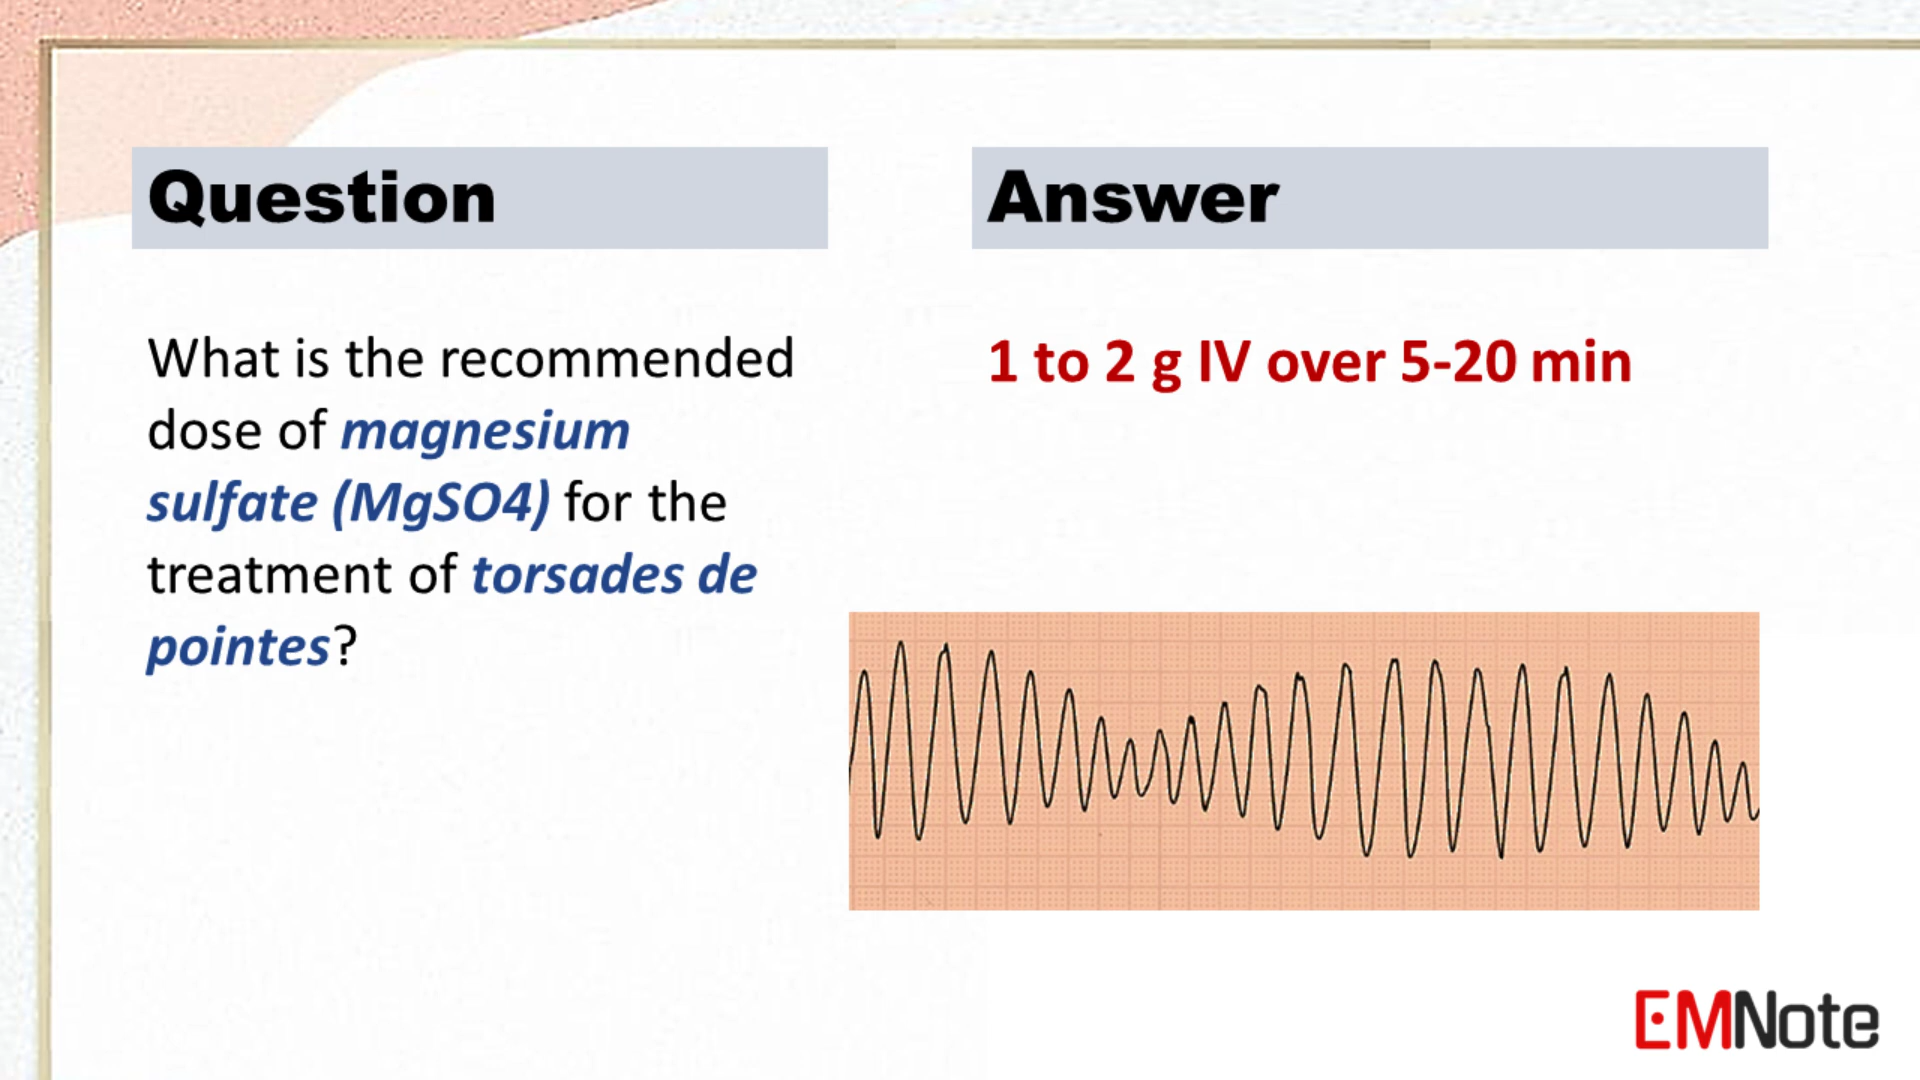 Question
What is the recommended
dose of magnesium
sulfate (MgSO4) for the
treatment of torsades de
pointes?
Answer
1 to 2 g IV over 5-20 min
EMNote